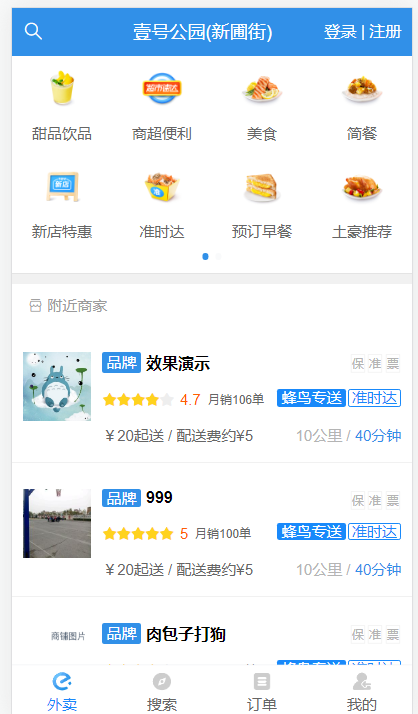 壹号公园(新圃街) 登录 | 注册
甜品饮品 商超便利 美食 简餐
新店特惠 准时达 预订早餐 土豪推荐
附近商家
品牌 效果演示 保 准 票
4.7 月销106单 蜂鸟专送 准时达
￥20起送 / 配送费约¥5 10公里 / 40分钟
品牌 999 保 准 票
5 月销100单 蜂鸟专送 准时达
￥20起送 / 配送费约¥5 10公里 / 40分钟
商铺图片 品牌 肉包子打狗 保 准 票
蜂鸟专送 准时达
外卖 搜索 订单 我的